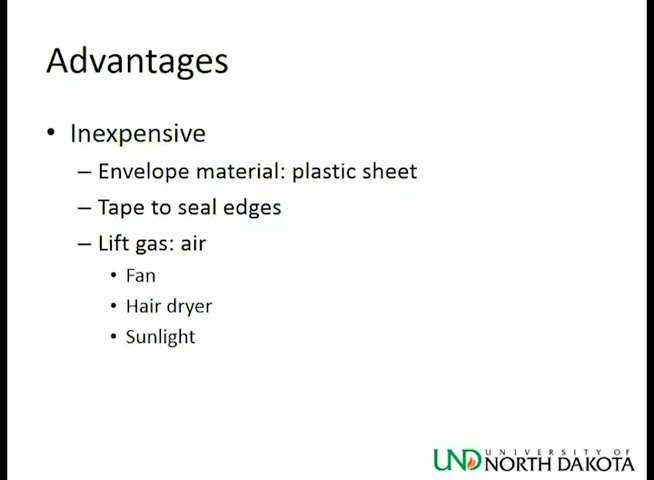 Advantages
• Inexpensive
– Envelope material: plastic sheet
– Tape to seal edges
– Lift gas: air
• Fan
• Hair dryer
• Sunlight
UND UNIVERSITY OF
NORTH DAKOTA